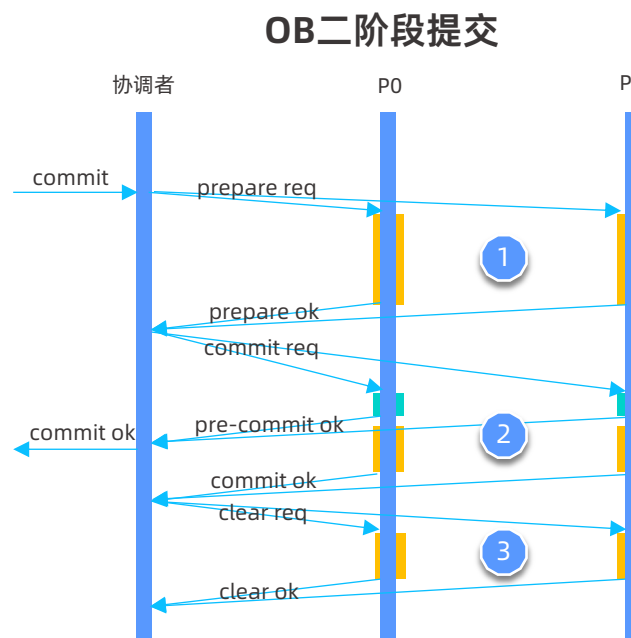 OB二阶段提交
协调者
P0
P
commit
prepare req
1
prepare ok
commit req
pre-commit ok
2
commit ok
commit ok
clear req
3
clear ok